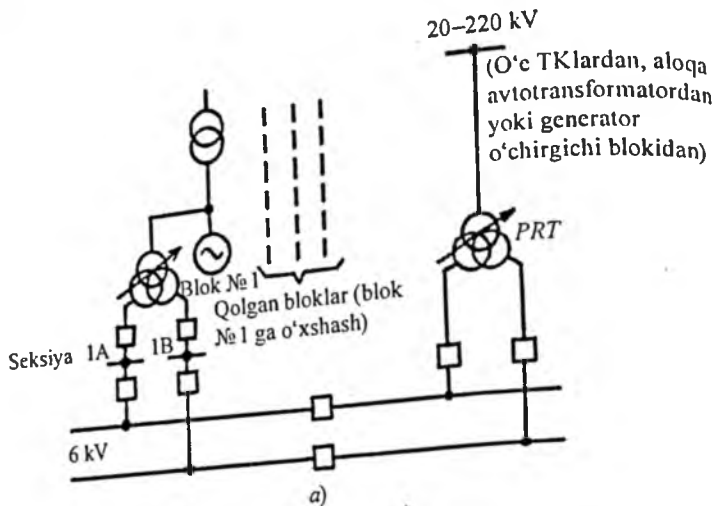 20–220 kV
(O‘e TKlardan, aloqa
avtotransformatordan
yoki generator
o‘chirgichi blokidan)
PRT
Blok № 1
Qolgan bloklar (blok
№ 1 ga o‘xshash)
Seksiya 1A 1B
6 kV
a)